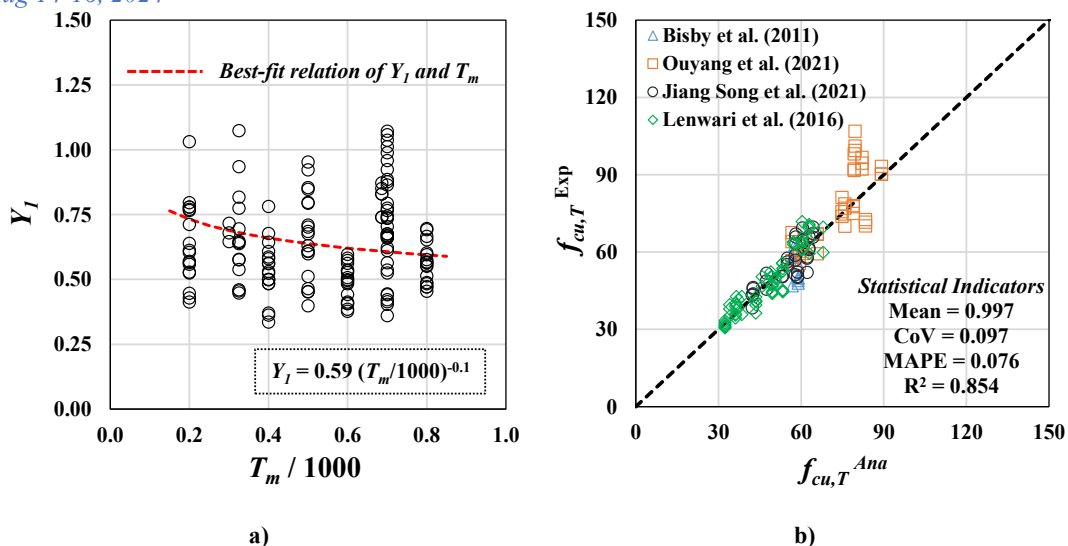 1.50
1.25
1.00
0.75
0.50
0.25
0.00
Y1
Best-fit relation of Y1 and Tm
Y1 = 0.59 (Tm/1000)-0.1
0.0 0.2 0.4 0.6 0.8 1.0
Tm / 1000
a)
150
120
90
60
30
0
fcu,T Exp
Bisby et al. (2011)
Ouyang et al. (2021)
Jiang Song et al. (2021)
Lenwari et al. (2016)
Statistical Indicators
Mean = 0.997
CoV = 0.097
MAPE = 0.076
R2 = 0.854
0 30 60 90 120 150
fcu,T Ana
b)